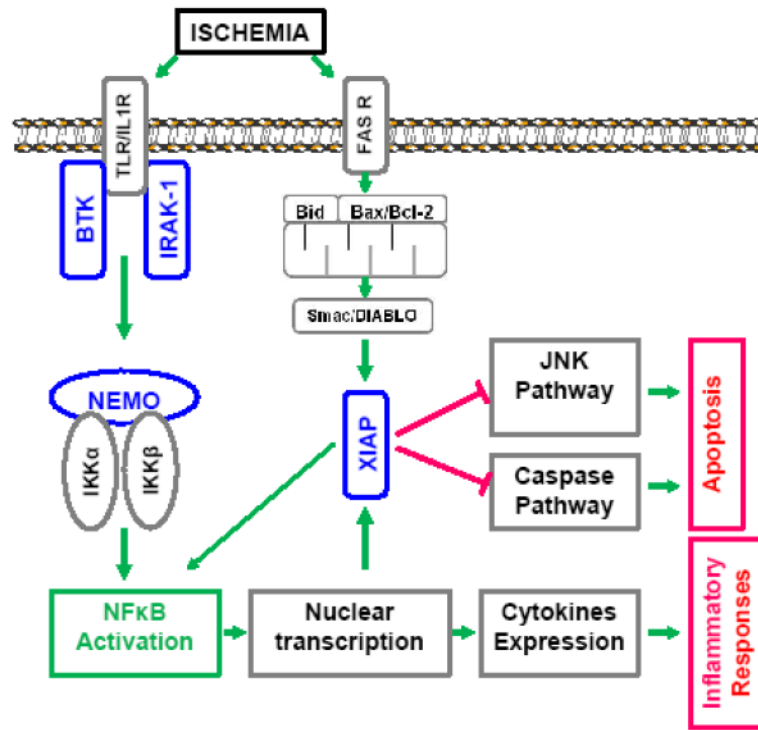 ISCHEMIA
TLR/IL1R
FAS R
BTK
IRAK-1
Bid
Bax/Bcl-2
Smac/DIABLO
NEMO
IKKα
IKKβ
XIAP
JNK
Pathway
Caspase
Pathway
Apoptosis
NFκB
Activation
Nuclear
transcription
Cytokines
Expression
Inflammatory
Responses